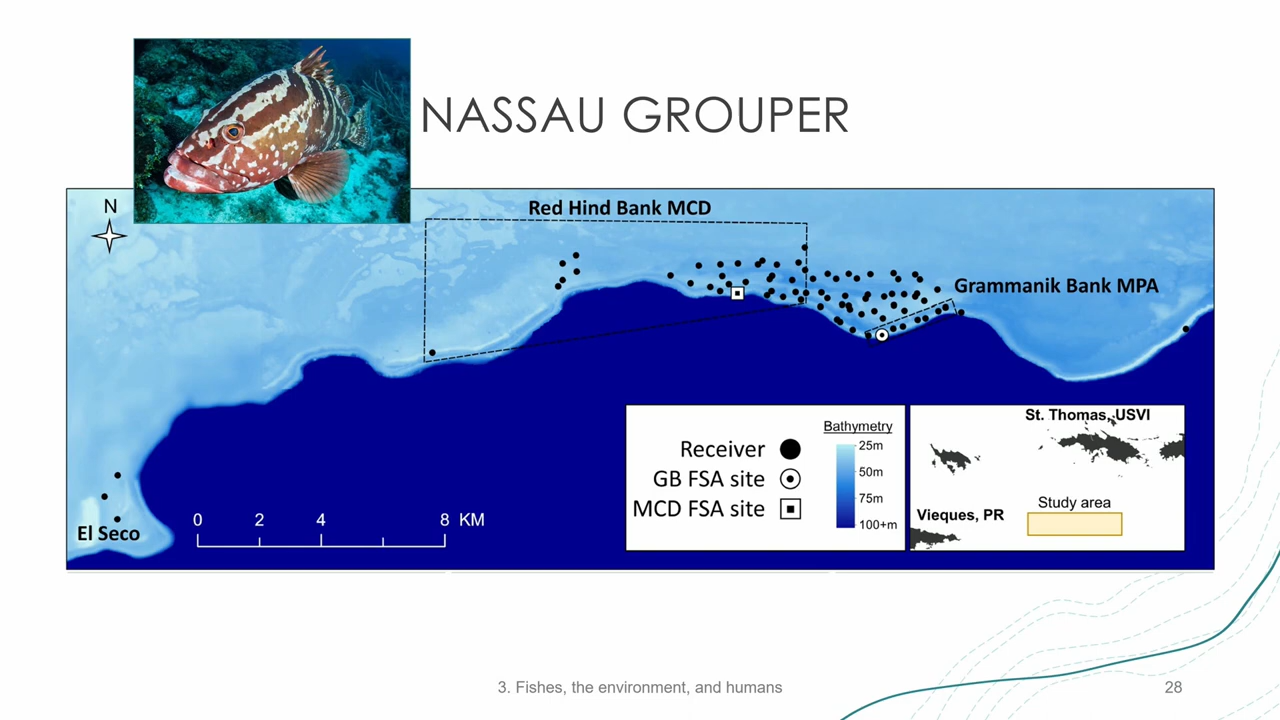 NASSAU GROUPER
N
Red Hind Bank MCD
Grammanik Bank MPA
El Seco
0 2 4 8 KM
Receiver
GB FSA site
MCD FSA site
Bathymetry
25m
50m
75m
100+m
St. Thomas, USVI
Study area
Vieques, PR
3. Fishes, the environment, and humans
28